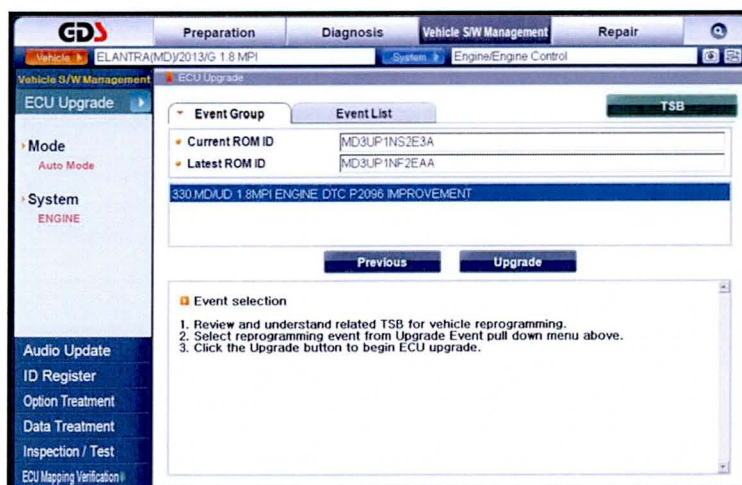 GDS Preparation Diagnosis Vehicle S/W Management Repair
Vehicle ELANTRA(MD)/2013/G 1.8 MPI System Engine/Engine Control
Vehicle S/W Management
ECU Upgrade
ECU Upgrade
TSB
Event Group Event List
Current ROM ID MD3UP1NS2E3A
Mode
Latest ROM ID MD3UP1NF2EAA
Auto Mode
330.MD/UD 1.8MPI ENGINE DTC P2096 IMPROVEMENT
System
ENGINE
Previous Upgrade
Event selection
1. Review and understand related TSB for vehicle reprogramming.
2. Select reprogramming event from Upgrade Event pull down menu above.
3. Click the Upgrade button to begin ECU upgrade.
Audio Update
ID Register
Option Treatment
Data Treatment
Inspection / Test
ECU Mapping Verification